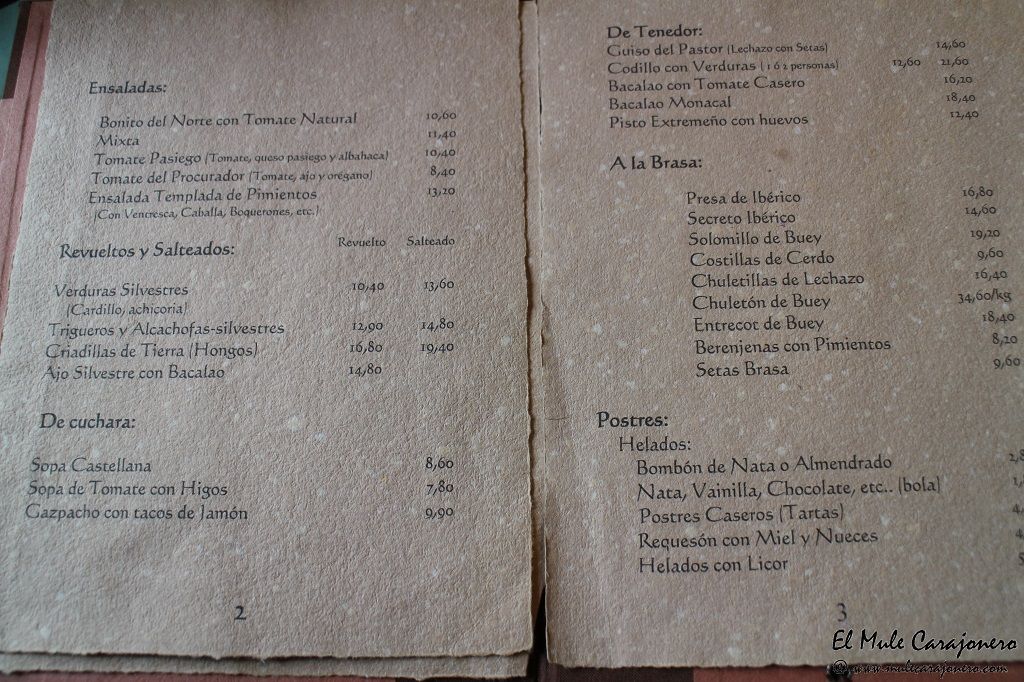 Ensaladas:
Bonito del Norte con Tomate Natural 10,60
Mixta 11,40
Tomate Pasiego (Tomate, queso pasiego y albahaca) 10,40
Tomate del Procurador (Tomate, ajo y orégano) 8,40
Ensalada Templada de Pimientos 13,20
(Con Vencresca, Caballa, Boquerones, etc.)
Revueltos y Salteados: Revuelto Salteado
Verduras Silvestres 10,40 13,60
(Cardillo, achicoria)
Trigueros y Alcachofas-silvestres 12,90 14,80
Criadillas de Tierra (Hongos) 16,80 19,40
Ajo Silvestre con Bacalao 14,80
De cuchara:
Sopa Castellana 8,60
Sopa de Tomate con Higos 7,80
Gazpacho con tacos de Jamón 9,90
2
De Tenedor:
Guiso del Pastor (Lechazo con Setas) 14,60
Codillo con Verduras (1 ó 2 personas) 12,60 21,60
Bacalao con Tomate Casero 16,20
Bacalao Monacal 18,40
Pisto Extremeño con huevos 12,40
A la Brasa:
Presa de Ibérico 16,80
Secreto Ibérico 14,60
Solomillo de Buey 19,20
Costillas de Cerdo 9,60
Chuletillas de Lechazo 16,40
Chuletón de Buey 34,60/kg
Entrecot de Buey 18,40
Berenjenas con Pimientos 8,20
Setas Brasa 9,60
Postres:
Helados:
Bombón de Nata o Almendrado
Nata, Vainilla, Chocolate, etc.. (bola)
Postres Caseros (Tartas)
Requesón con Miel y Nueces
Helados con Licor
3
El Mule Carajonero
www.mulecarajonero.com